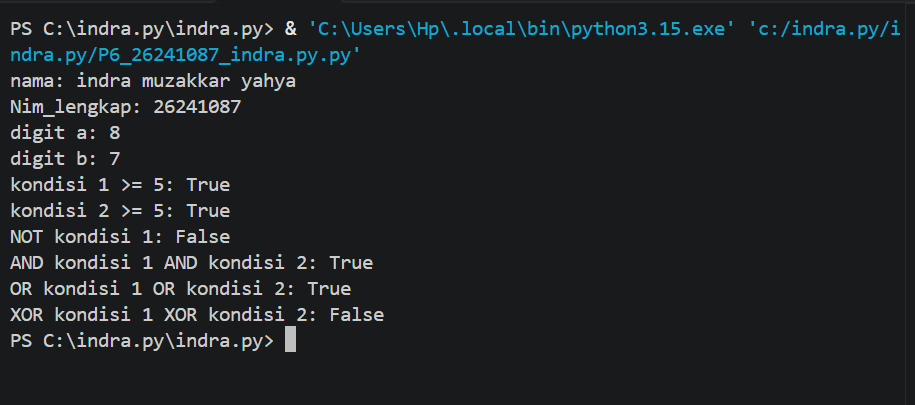 PS C:\indra.py\indra.py> & 'C:\Users\Hp\.local\bin\python3.15.exe' 'c:/indra.py/i
ndra.py/P6_26241087_indra.py.py'
nama: indra muzakkar yahya
Nim_lengkap: 26241087
digit a: 8
digit b: 7
kondisi 1 >= 5: True
kondisi 2 >= 5: True
NOT kondisi 1: False
AND kondisi 1 AND kondisi 2: True
OR kondisi 1 OR kondisi 2: True
XOR kondisi 1 XOR kondisi 2: False
PS C:\indra.py\indra.py>